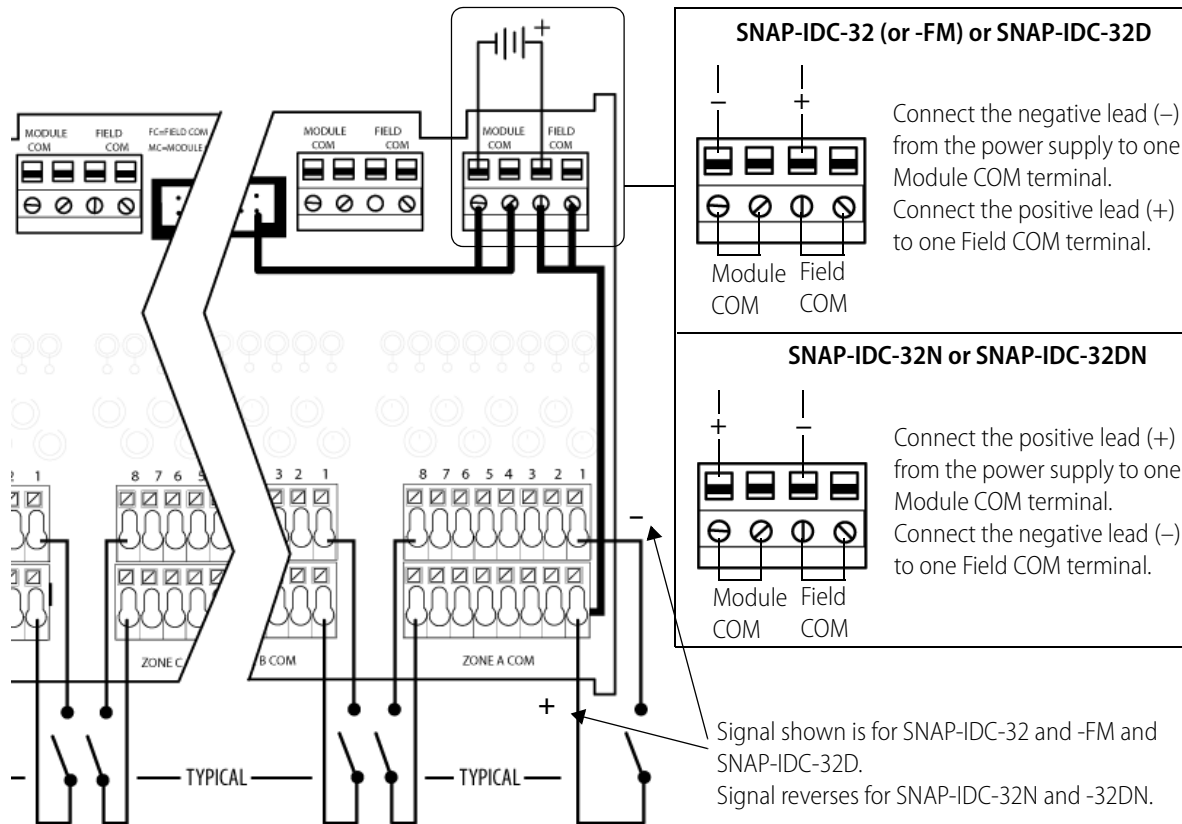 +
MODULE COM
FIELD COM
FC=FIELD COM
MC=MODULE
MODULE COM
FIELD COM
MODULE COM
FIELD COM
1
8 7 6 5
3 2 1
8 7 6 5 4 3 2 1
ZONE C
B COM
ZONE A COM
–
+
TYPICAL
TYPICAL
SNAP-IDC-32 (or -FM) or SNAP-IDC-32D
– +
Connect the negative lead (–)
from the power supply to one
Module COM terminal.
Connect the positive lead (+)
to one Field COM terminal.
Module COM
Field COM
SNAP-IDC-32N or SNAP-IDC-32DN
+ –
Connect the positive lead (+)
from the power supply to one
Module COM terminal.
Connect the negative lead (–)
to one Field COM terminal.
Module COM
Field COM
Signal shown is for SNAP-IDC-32 and -FM and
SNAP-IDC-32D.
Signal reverses for SNAP-IDC-32N and -32DN.